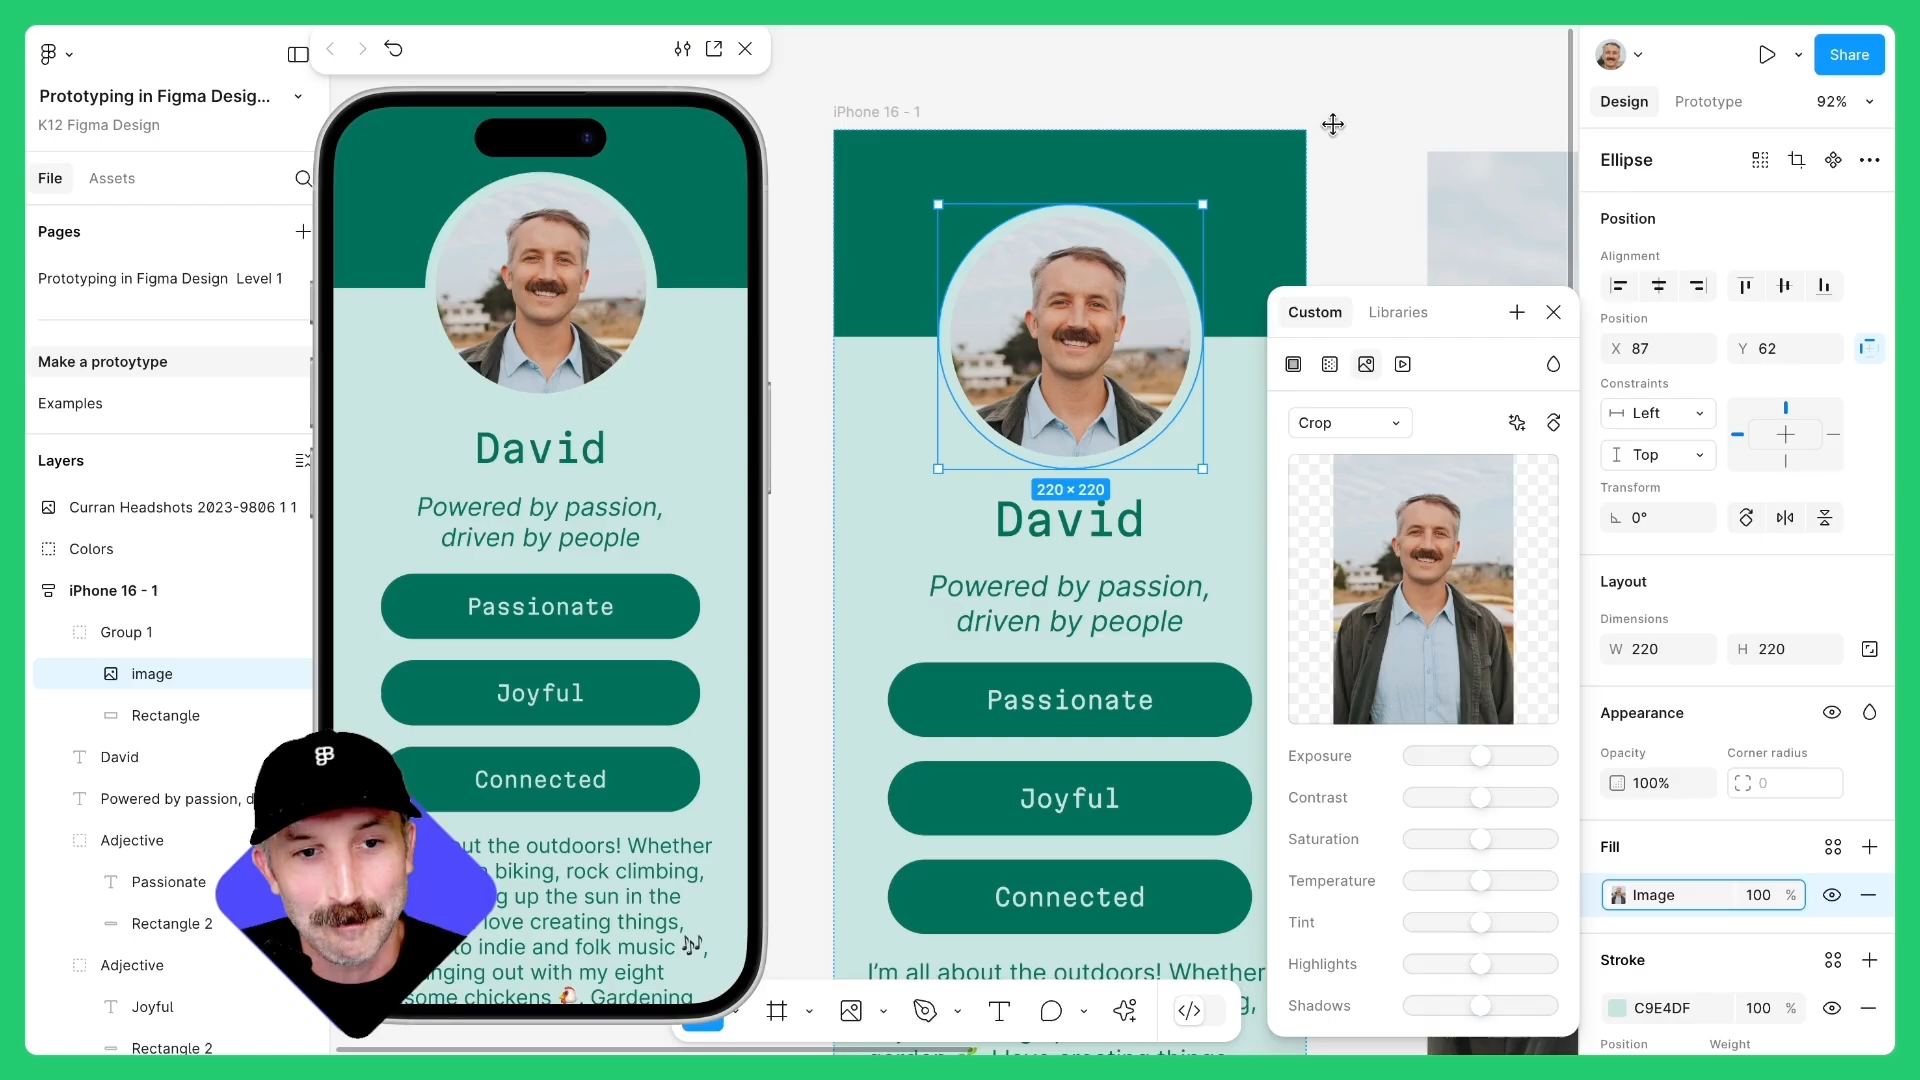 Prototyping in Figma Desig...
K12 Figma Design
File
Assets
Pages
Prototyping in Figma Design Level 1
Make a protoytype
Examples
Layers
Curran Headshots 2023-9806 1 1
Colors
iPhone 16 - 1
Group 1
image
Rectangle
David
Powered by passion, d
Adjective
Passionate
Rectangle 2
Adjective
Joyful
Rectangle 2
David
Powered by passion,
driven by people
Passionate
Joyful
Connected
ut the outdoors! Whether
biking, rock climbing,
g up the sun in the
love creating things,
to indie and folk music 🎶,
nging out with my eight
some chickens 🐔. Gardening
iPhone 16 - 1
220 × 220
David
Powered by passion,
driven by people
Passionate
Joyful
Connected
I'm all about the outdoors! Whether
g,
Custom
Libraries
Crop
Exposure
Contrast
Saturation
Temperature
Tint
Highlights
Shadows
Share
Design
Prototype
92%
Ellipse
Position
Alignment
Position
X 87
Y 62
Constraints
Left
Top
Transform
0°
Layout
Dimensions
W 220
H 220
Appearance
Opacity
Corner radius
100%
0
Fill
Image 100 %
Stroke
C9E4DF 100 %
Position
Weight